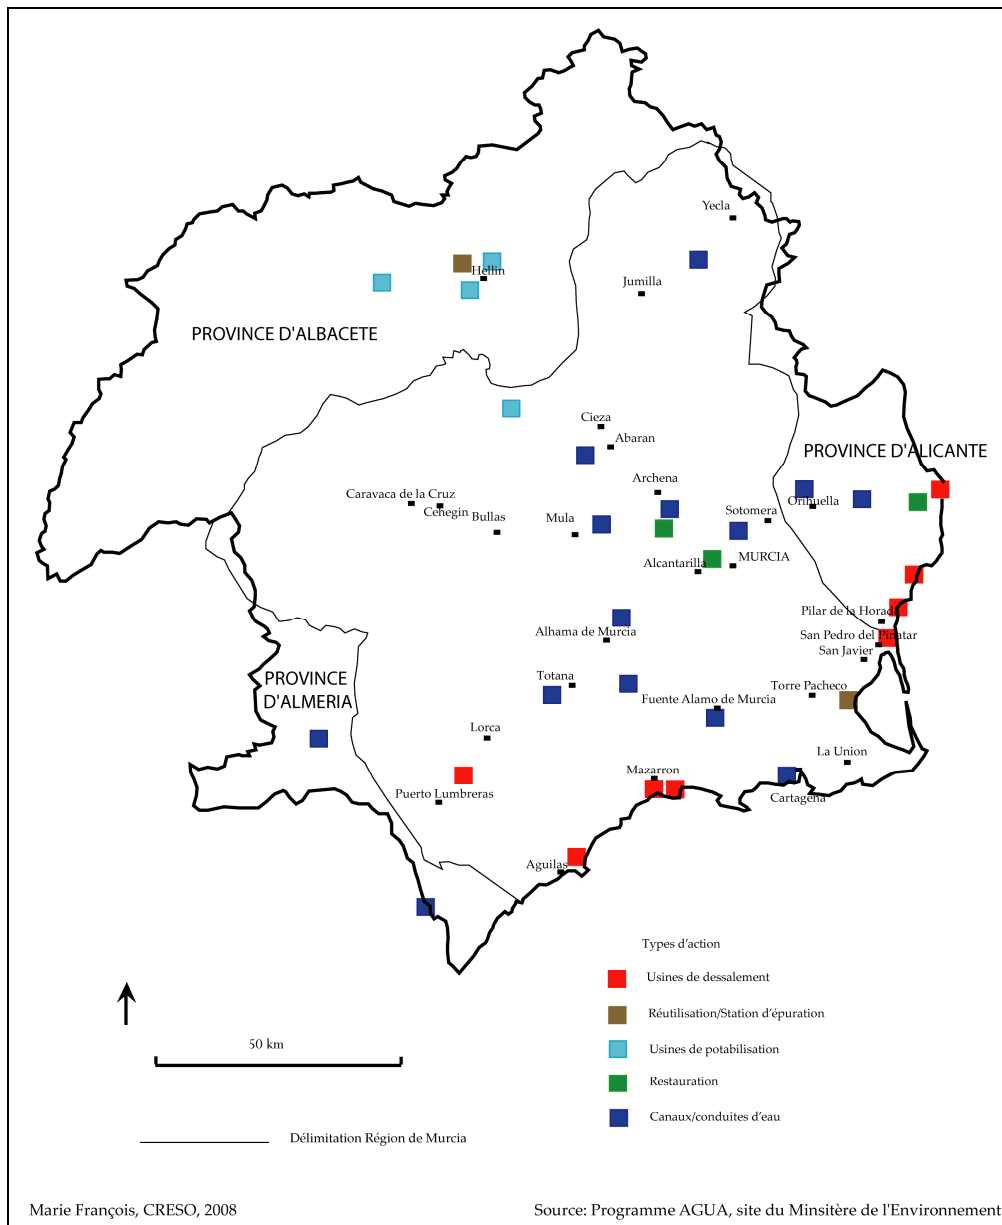 Yecla
Hellin
Jumilla
PROVINCE D'ALBACETE
Cieza
Abaran
PROVINCE D'ALICANTE
Archena
Caravaca de la Cruz
Cehegin
Bullas
Mula
Sotomera
Orihuella
Alcantarilla
MURCIA
Pilar de la Horada
Alhama de Murcia
San Pedro del Pinatar
San Javier
PROVINCE
D'ALMERIA
Totana
Torre Pacheco
Fuente Alamo de Murcia
Lorca
La Union
Mazarron
Puerto Lumbreras
Cartagena
Aguilas
Types d'action
Usines de dessalement
Réutilisation/Station d'épuration
50 km
Usines de potabilisation
Restauration
Canaux/conduites d'eau
Délimitation Région de Murcia
Marie François, CRESO, 2008
Source: Programme AGUA, site du Minsitère de l'Environnement